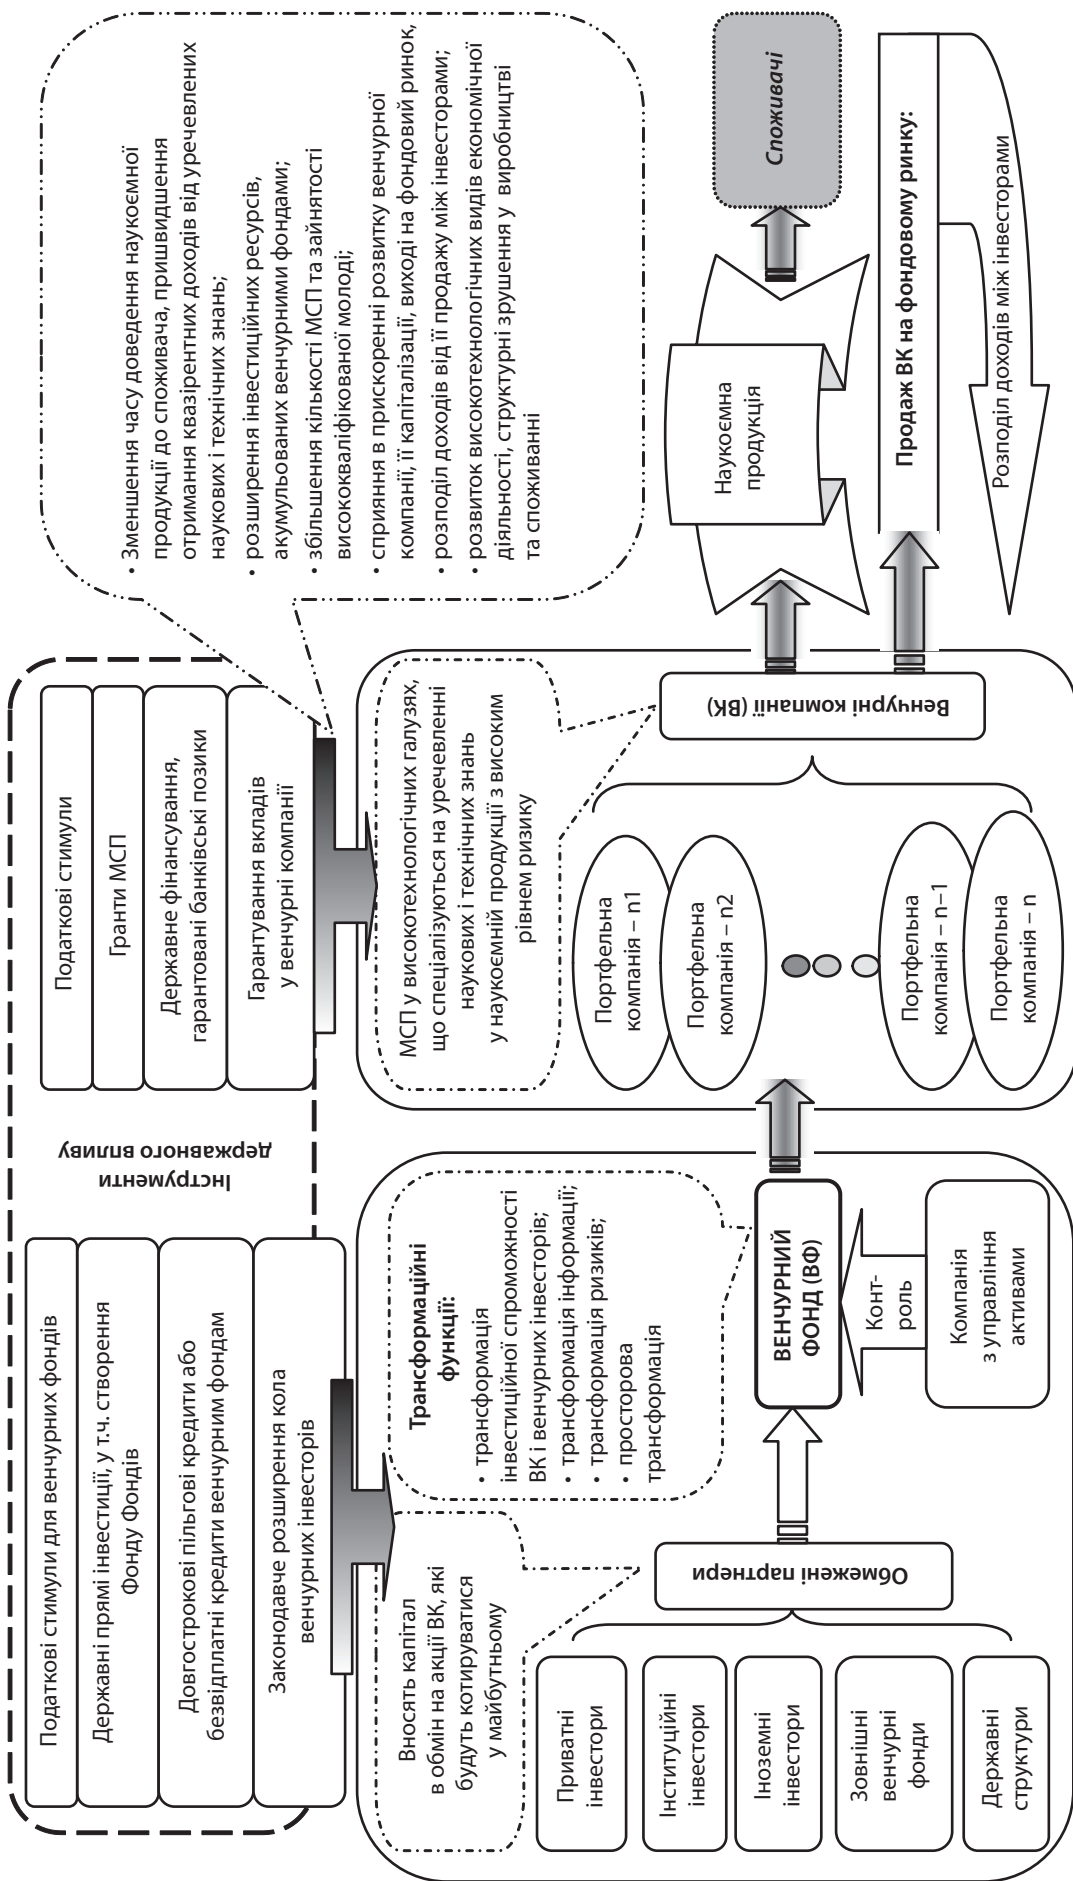 Податкові стимули для венчурних фондів
Державні прямі інвестиції, у т.ч. створення
Фонду Фондів
Довгострокові пільгові кредити або
безвідплатні кредити венчурним фондам
Законодавче розширення кола
венчурних інвесторів
Інструменти
державного впливу
Податкові стимули
Гранти МСП
Державне фінансування,
гарантовані банківські позики
Гарантування вкладів
у венчурні компанії
• Зменшення часу доведення наукоємної
продукції до споживача, пришвидшення
отримання квазірентних доходів від уречевлених
наукових і технічних знань;
• розширення інвестиційних ресурсів,
акумульованих венчурними фондами;
• збільшення кількості МСП та зайнятості
висококваліфікованої молоді;
• сприяння в прискоренні розвитку венчурної
компанії, її капіталізації, виході на фондовий ринок,
• розподіл доходів від її продажу між інвесторами;
• розвиток високотехнологічних видів економічної
діяльності, структурні зрушення у виробництві
та споживанні
Вносять капітал
в обмін на акції ВК, які
будуть котируватися
у майбутньому
Трансформаційні
функції:
• трансформація
інвестиційної спроможності
ВК і венчурних інвесторів;
• трансформація інформації;
• трансформація ризиків;
• просторова
трансформація
МСП у високотехнологічних галузях,
що спеціалізуються на уречевленні
наукових і технічних знань
у наукоємній продукції з високим
рівнем ризику
Приватні
інвестори
Інституційні
інвестори
Іноземні
інвестори
Зовнішні
венчурні
фонди
Державні
структури
Обмежені партнери
ВЕНЧУРНИЙ
ФОНД (ВФ)
Конт-
роль
Компанія
з управління
активами
Портфельна
компанія – n1
Портфельна
компанія – n2
Портфельна
компанія – n–1
Портфельна
компанія – n
Венчурні компанії (ВК)
Наукоємна
продукція
Споживачі
Продаж ВК на фондовому ринку:
Розподіл доходів між інвесторами